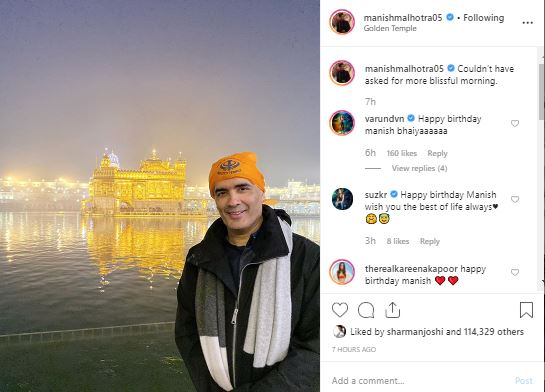 manishmalhotra05 • Following
Golden Temple
manishmalhotra05 Couldn't have
asked for more blissful morning.
7h
varundvn Happy birthday
manish bhaiyaaaaaa
6h 160 likes Reply
View replies (4)
suzkr Happy Birthday Manish
wish you the best of life always♥
🤗😇
3h 8 likes Reply
therealkareenakapoor happy
birthday manish ♥️♥️
Liked by sharmanjoshi and 114,329 others
7 HOURS AGO
Add a comment... Post